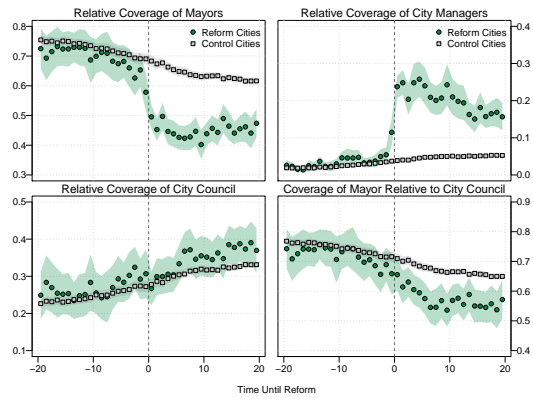 Relative Coverage of Mayors
0.8
0.7
0.6
0.5
0.4
0.3
Reform Cities
Control Cities
Relative Coverage of City Managers
Reform Cities
Control Cities
0.4
0.3
0.2
0.1
0.0
Relative Coverage of City Council
0.5
0.4
0.3
0.2
0.1
−20 −10 0 10 20
Coverage of Mayor Relative to City Council
0.9
0.8
0.7
0.6
0.5
0.4
−20 −10 0 10 20
Time Until Reform